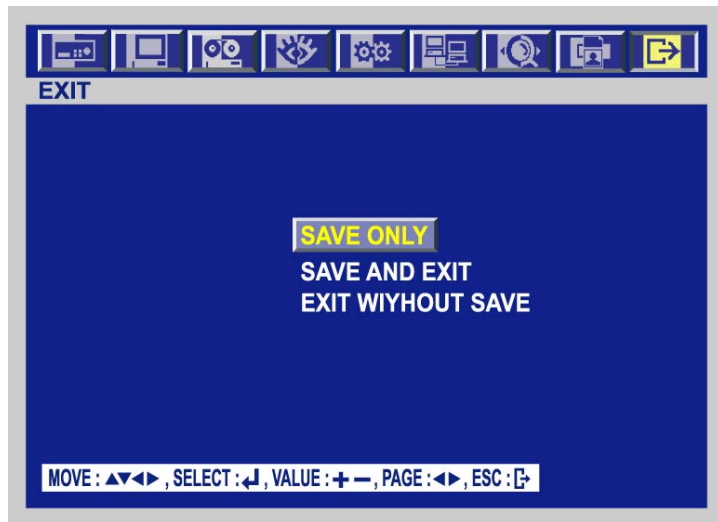 EXIT
SAVE ONLY
SAVE AND EXIT
EXIT WIYHOUT SAVE
MOVE : ▲▼◄► , SELECT : ↵ , VALUE : + − , PAGE : ◄► , ESC : [→